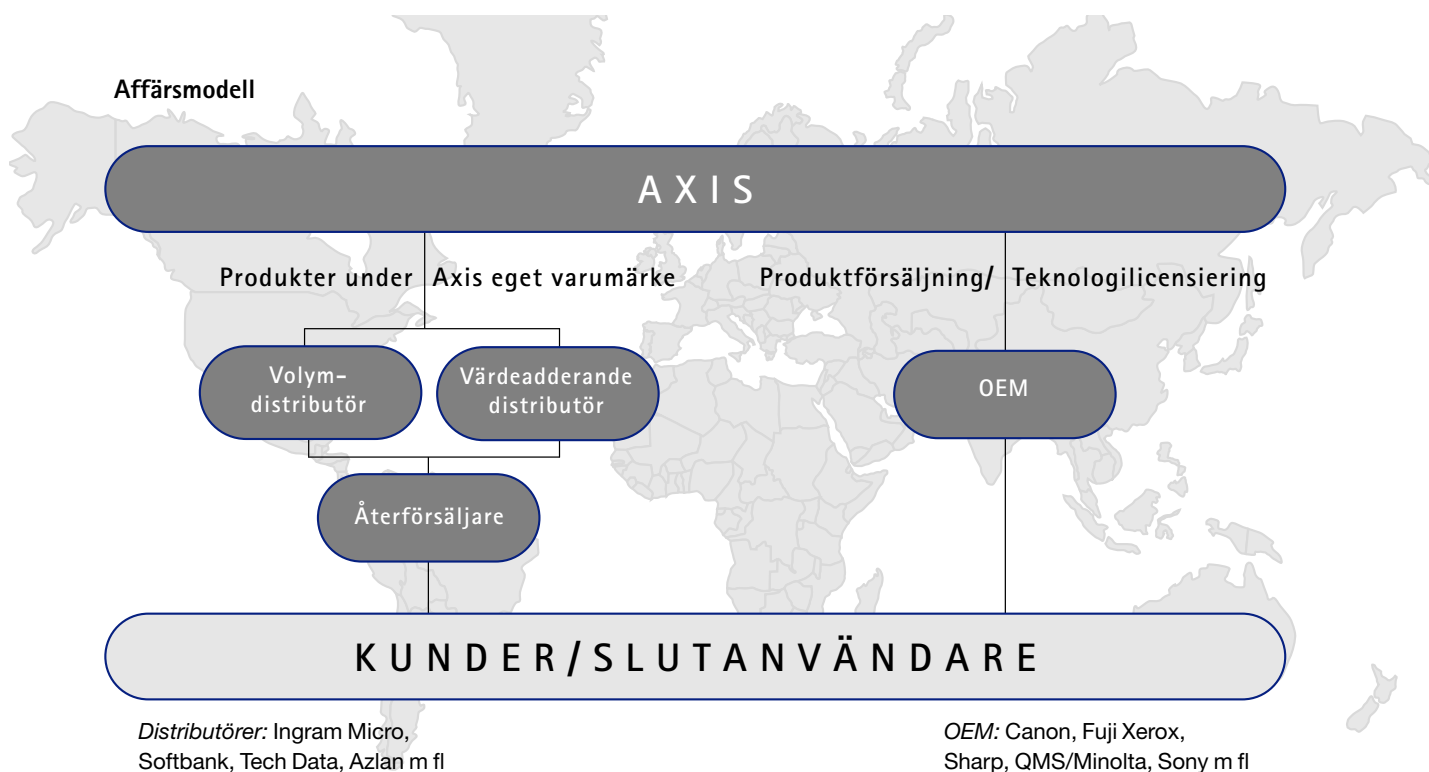 Affärsmodell
AXIS
Produkter under Axis eget varumärke
Produktförsäljning/ Teknologilicensiering
Volym-
distributör
Värdeadderande
distributör
OEM
Återförsäljare
KUNDER/SLUTANVÄNDARE
Distributörer: Ingram Micro,
Softbank, Tech Data, Azlan m fl
OEM: Canon, Fuji Xerox,
Sharp, QMS/Minolta, Sony m fl